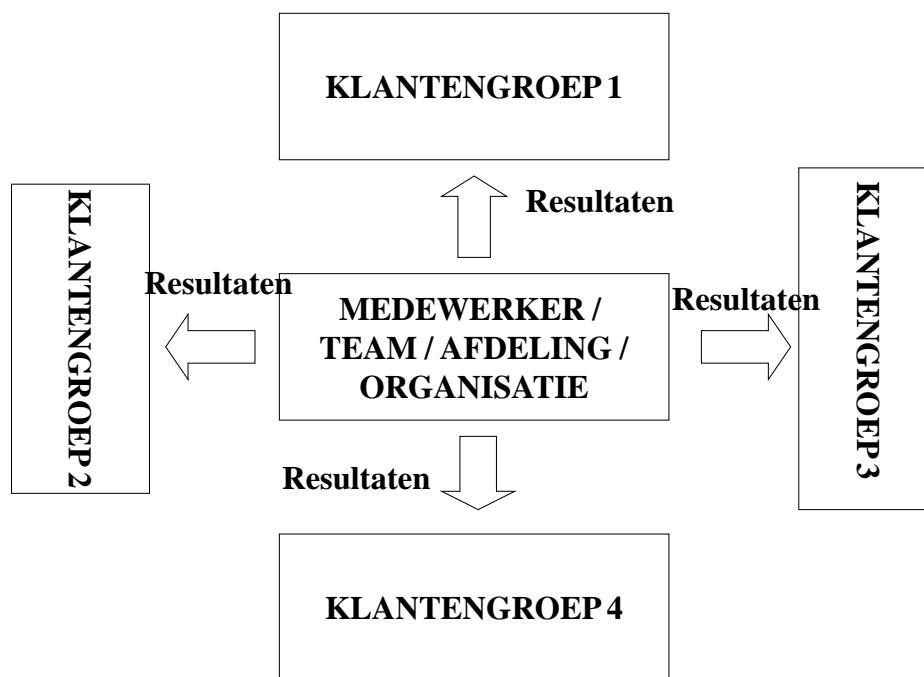 KLANTENGROEP 1
Resultaten
KLANTENGROEP 2
Resultaten
MEDEWERKER /
TEAM / AFDELING /
ORGANISATIE
Resultaten
KLANTENGROEP 3
Resultaten
KLANTENGROEP 4